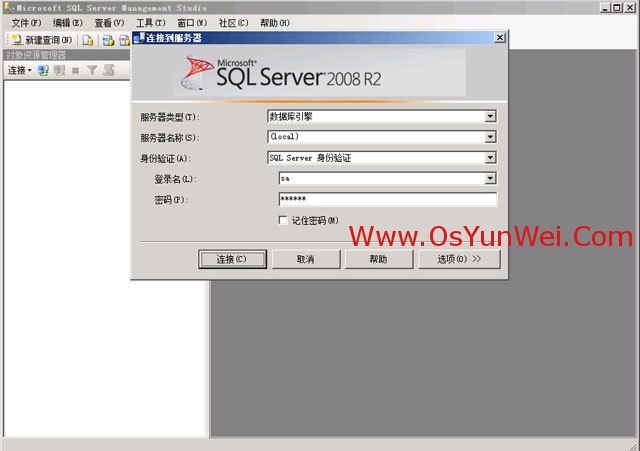 Microsoft SQL Server Management Studio
文件(F) 编辑(E) 查看(V) 工具(T) 窗口(W) 社区(C) 帮助(H)
新建查询(N)
对象资源管理器
连接
连接到服务器
Microsoft®
SQL Server® 2008 R2
服务器类型(T): 数据库引擎
服务器名称(S): (local)
身份验证(A): SQL Server 身份验证
登录名(L): sa
密码(P): ******
记住密码(M)
Www.OsYunWei.Com
连接(C) 取消 帮助 选项(O) >>